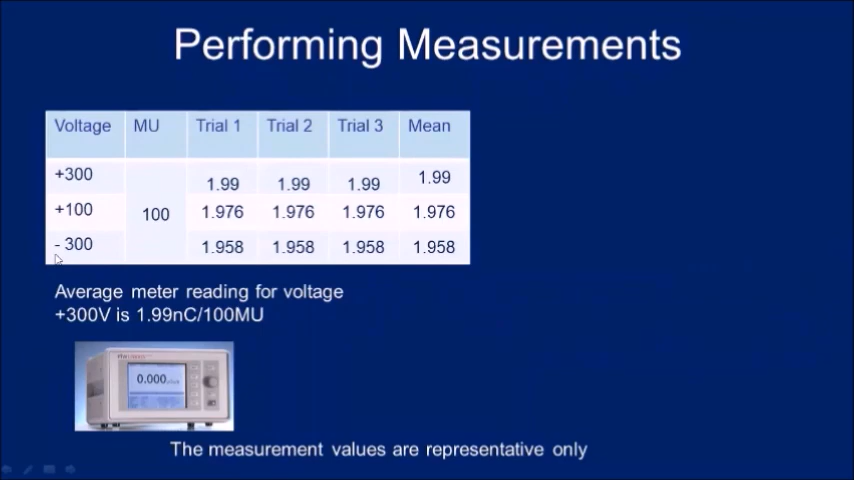 Performing Measurements
Voltage MU Trial 1 Trial 2 Trial 3 Mean
+300 1.99 1.99 1.99 1.99
+100 100 1.976 1.976 1.976 1.976
- 300 1.958 1.958 1.958 1.958
Average meter reading for voltage
+300V is 1.99nC/100MU
0.000
The measurement values are representative only